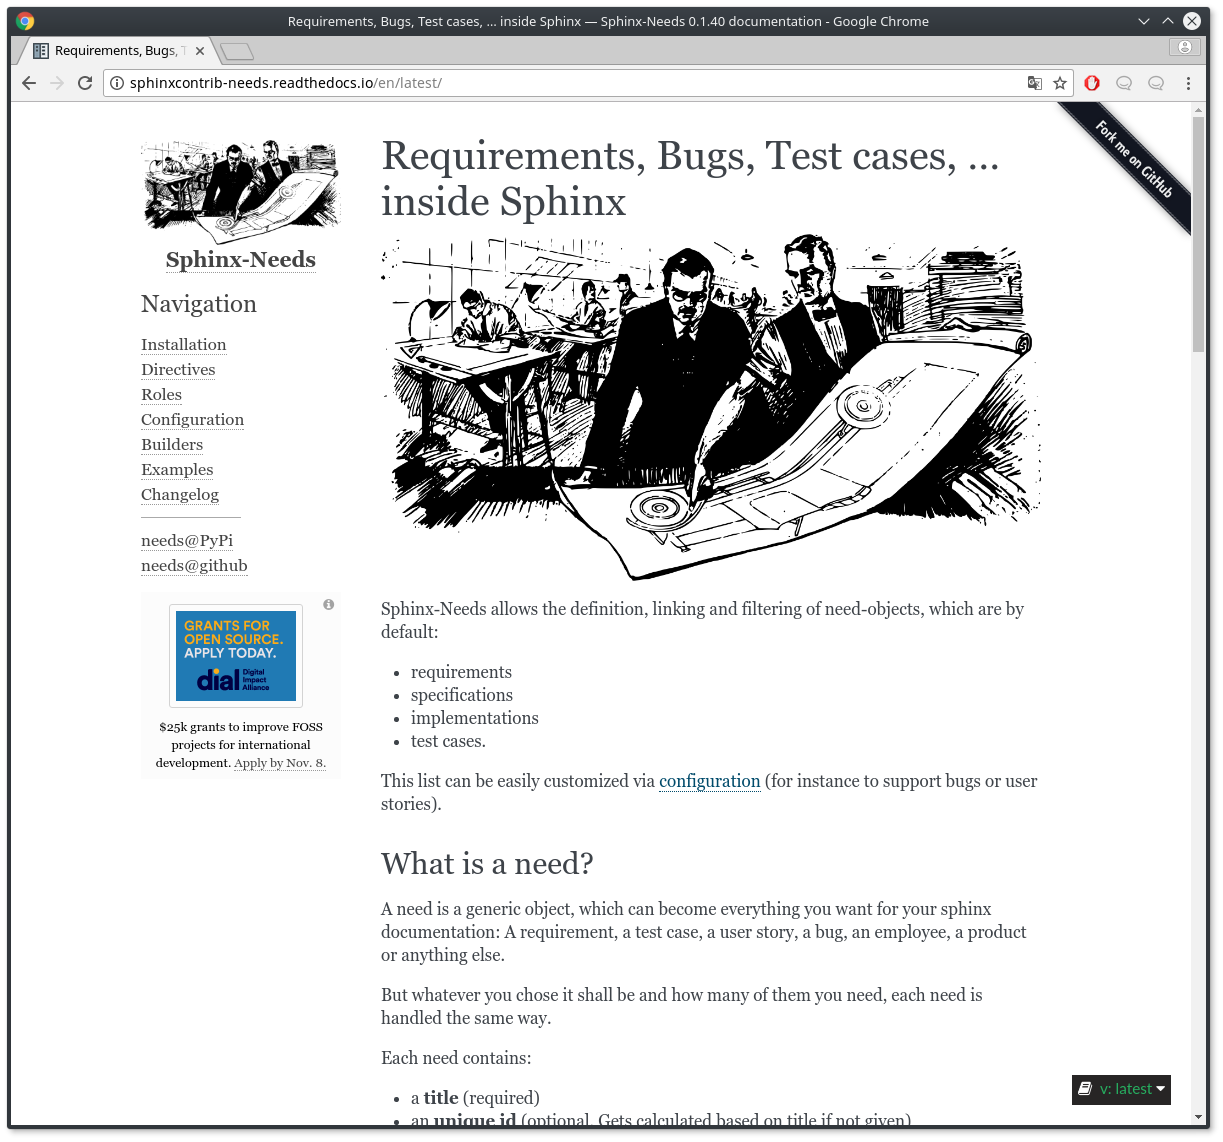 Requirements, Bugs, Test cases, ... inside Sphinx — Sphinx-Needs 0.1.40 documentation - Google Chrome
Requirements, Bugs, T
sphinxcontrib-needs.readthedocs.io/en/latest/
Fork me on GitHub
Sphinx-Needs
Navigation
Installation
Directives
Roles
Configuration
Builders
Examples
Changelog
needs@PyPi
needs@github
GRANTS FOR
OPEN SOURCE.
APPLY TODAY.
dial Digital
Impact
Alliance
$25k grants to improve FOSS
projects for international
development. Apply by Nov. 8.
Requirements, Bugs, Test cases, ...
inside Sphinx
Sphinx-Needs allows the definition, linking and filtering of need-objects, which are by
default:
• requirements
• specifications
• implementations
• test cases.
This list can be easily customized via configuration (for instance to support bugs or user
stories).
What is a need?
A need is a generic object, which can become everything you want for your sphinx
documentation: A requirement, a test case, a user story, a bug, an employee, a product
or anything else.
But whatever you chose it shall be and how many of them you need, each need is
handled the same way.
Each need contains:
• a title (required)
• an unique id (optional. Gets calculated based on title if not given)
v: latest